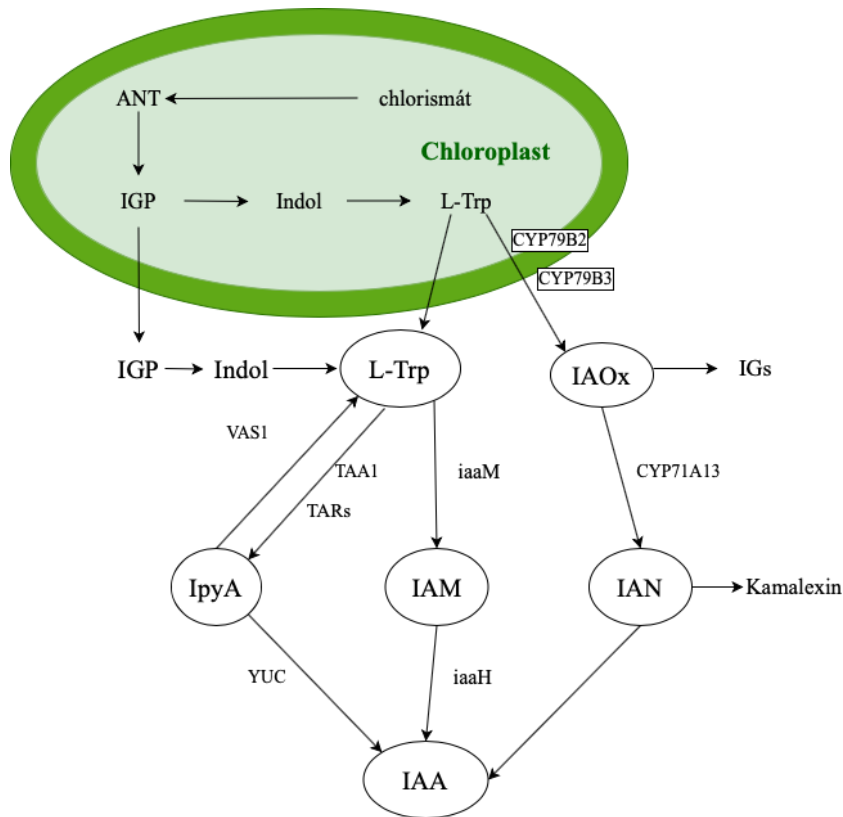 ANT
chlorismát
Chloroplast
IGP
Indol
L-Trp
CYP79B2
CYP79B3
IGP
Indol
L-Trp
IAOx
IGs
VAS1
TAA1
TARs
iaaM
CYP71A13
IpyA
IAM
IAN
Kamalexin
YUC
iaaH
IAA